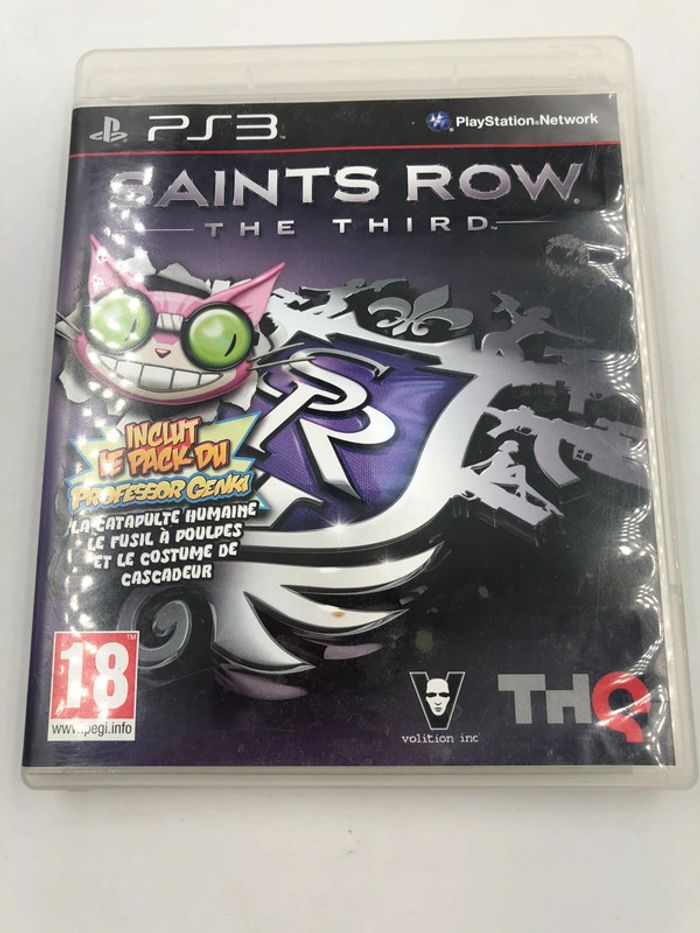 PS3
PlayStation®Network
SAINTS ROW
THE THIRD
SR
INCLUT
LE PACK DU
PROFESSOR GENKI
LA CATAPULTE HUMAINE
LE FUSIL À POULPES
ET LE COSTUME DE
CASCADEUR
18
www.pegi.info
V
volition inc
THQ